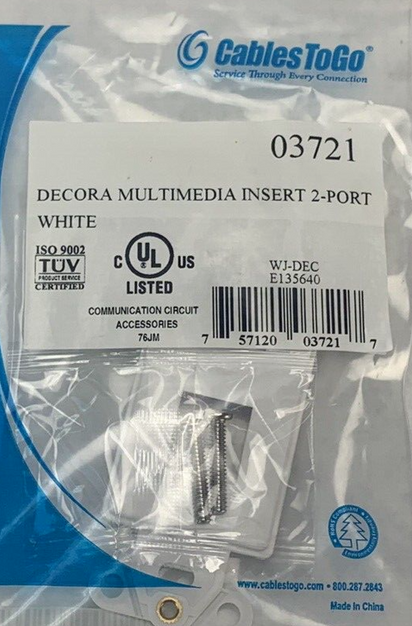 CablesToGo®
Service Through Every Connection
03721
DECORA MULTIMEDIA INSERT 2-PORT
WHITE
ISO 9002
TÜV
PRODUCT SERVICE
CERTIFIED
C UL US
LISTED
COMMUNICATION CIRCUIT
ACCESSORIES
76JM
WJ-DEC
E135640
7 57120 03721 7
www.cablestogo.com • 800.287.2843
Made in China